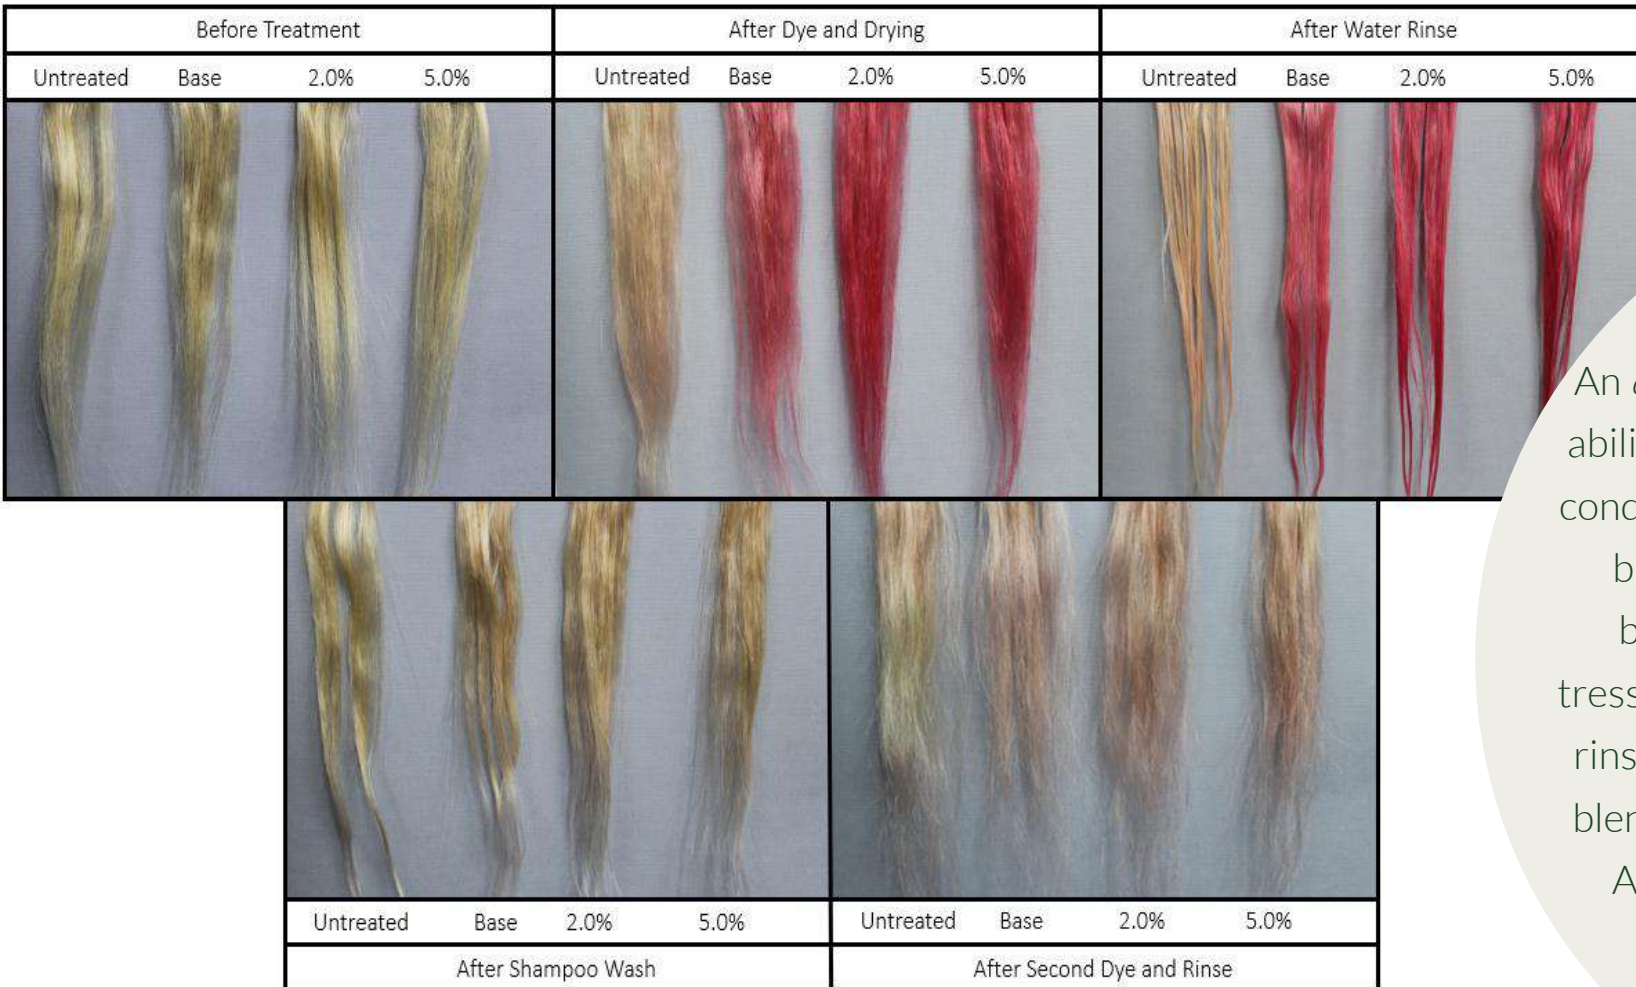 Before Treatment After Dye and Drying After Water Rinse
Untreated Base 2.0% 5.0% Untreated Base 2.0% 5.0% Untreated Base 2.0% 5.0%
Untreated Base 2.0% 5.0% Untreated Base 2.0% 5.0%
After Shampoo Wash After Second Dye and Rinse
An
abili
cond
b
b
tress
rins
blen
A